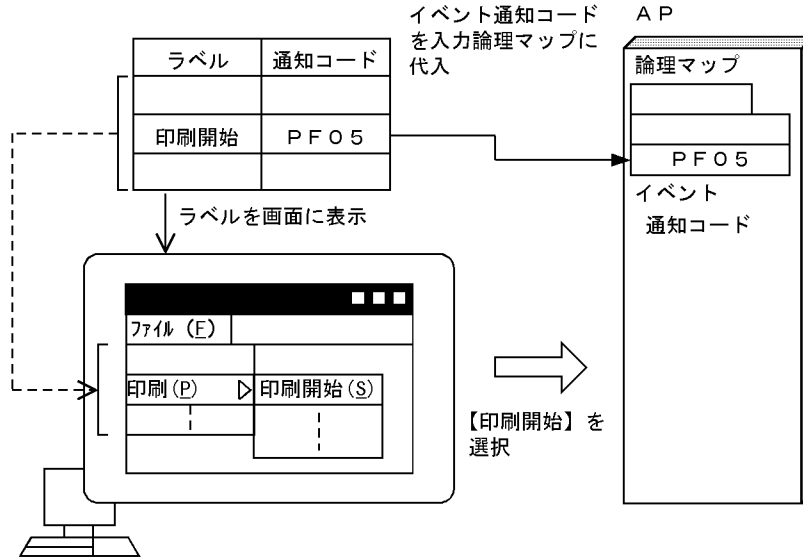 イベント通知コード
を入力論理マップに
代入
ＡＰ
ラベル
通知コード
論理マップ
印刷開始
ＰＦ０５
ＰＦ０５
イベント
通知コード
ラベルを画面に表示
ﾌｧｲﾙ（F）
印刷(P)
印刷開始(S)
【印刷開始】を
選択